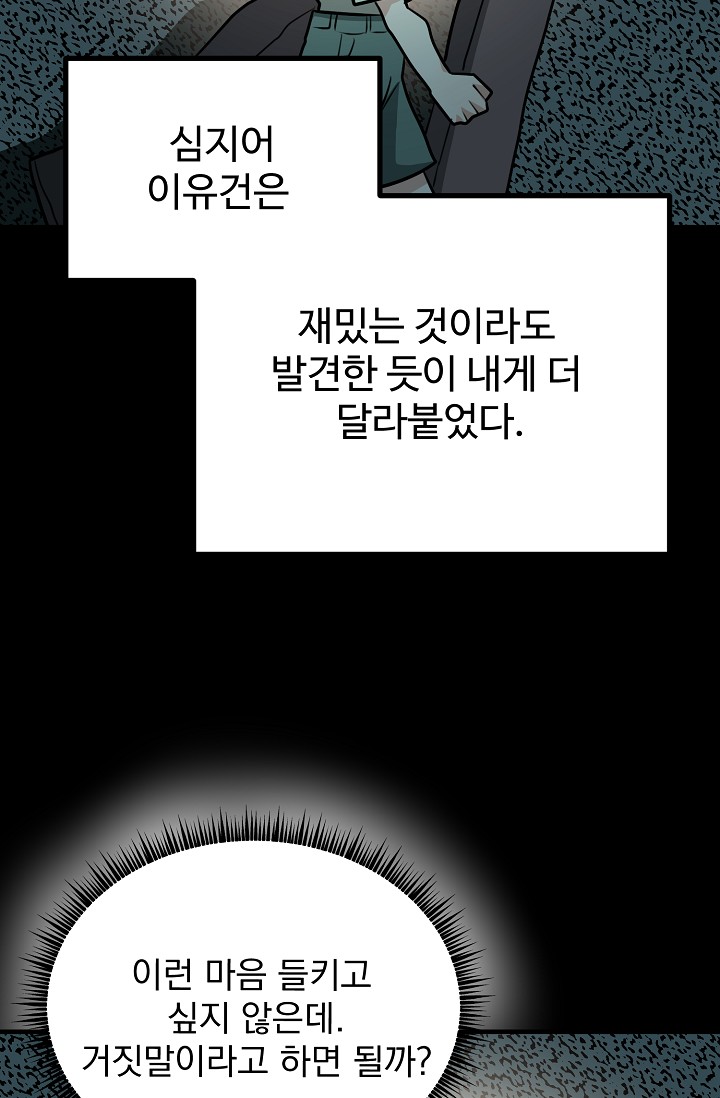 심지어
이유건은
재밌는 것이라도
발견한 듯이 내게 더
달라붙었다.
이런 마음 들키고
싶지 않은데.
거짓말이라고 하면 될까?